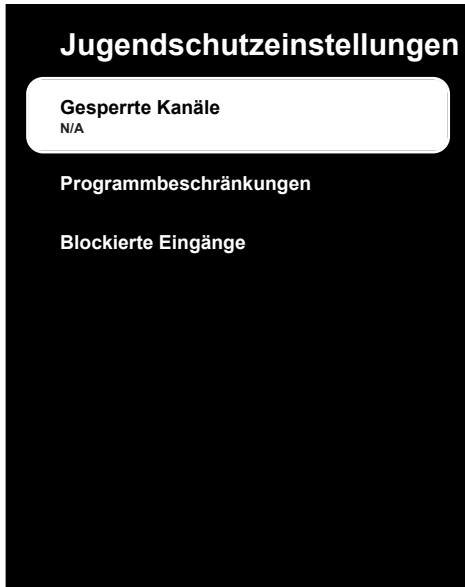 Jugendschutzeinstellungen
Gesperrte Kanäle
N/A
Programmbeschränkungen
Blockierte Eingänge